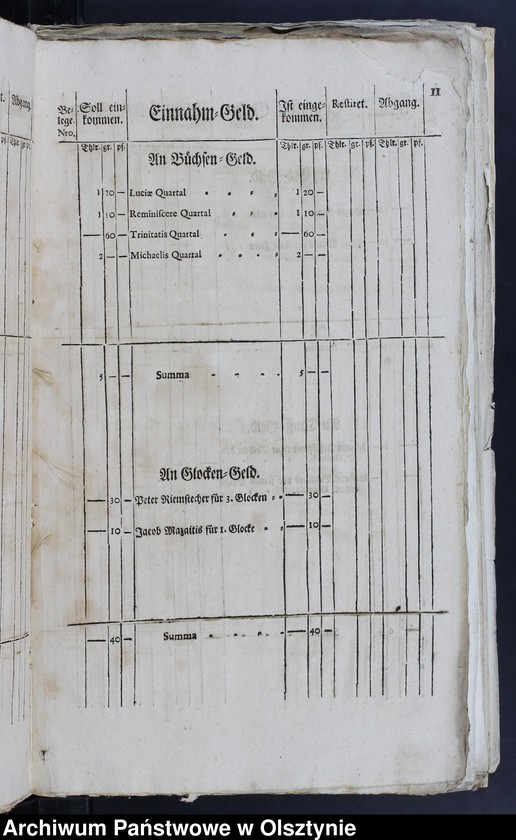 11
Be-lege Nro. Soll ein-kommen. Einnahm-Geld. Ist einge-kommen. Restiret. Abgang.
Thlr. gr. pf. Thlr. gr. pf. Thlr. gr. pf. Thlr. gr. pf.
An Büchsen-Geld.
1 20 — Luciæ Quartal 1 20 —
1 10 — Reminiscere Quartal 1 10 —
— 60 — Trinitatis Quartal — 60 —
2 — — Michaelis Quartal 2 — —
5 — — Summa 5 — —
An Glocken-Geld.
— 30 — Peter Riemstecher für 3. Glocken — 30 —
— 10 — Jacob Mazaitis für 1. Glocke — 10 —
— 40 — Summa — 40 —
Archiwum Państwowe w Olsztynie